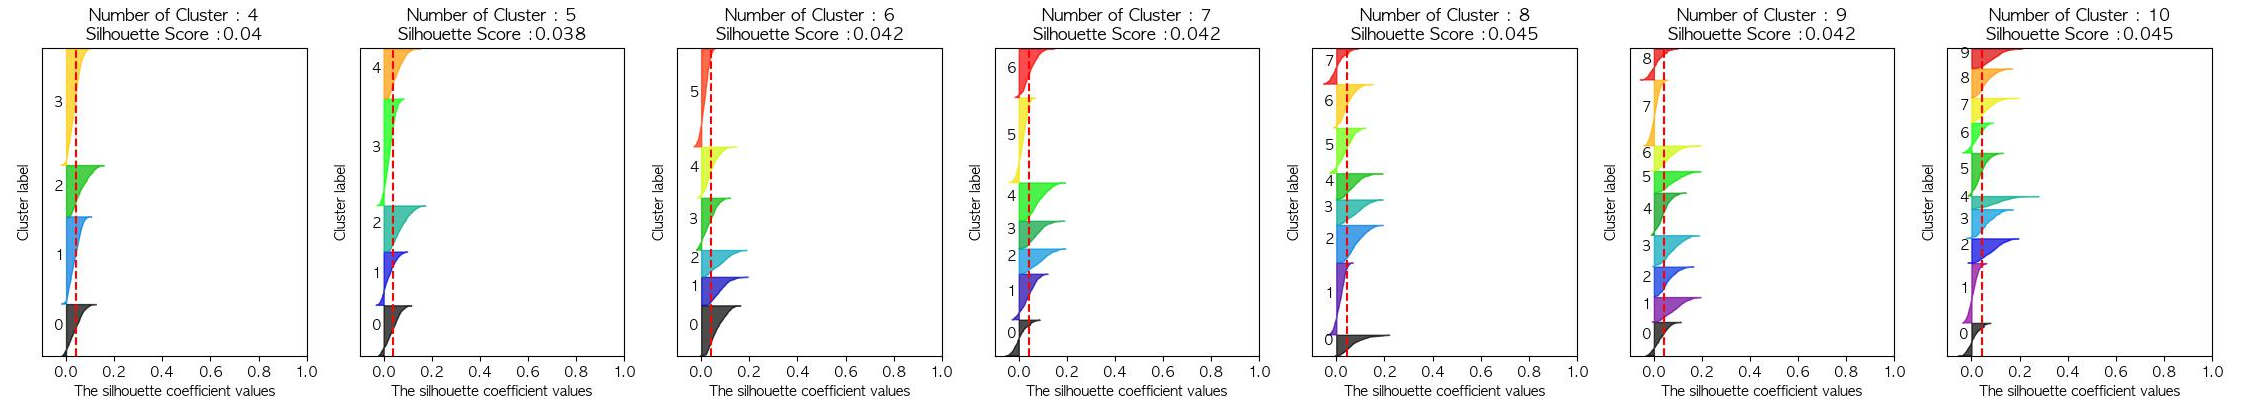 Number of Cluster : 4
Silhouette Score :0.04
Cluster label
3
2
1
0
0.0 0.2 0.4 0.6 0.8 1.0
The silhouette coefficient values
Number of Cluster : 5
Silhouette Score :0.038
Cluster label
4
3
2
1
0
0.0 0.2 0.4 0.6 0.8 1.0
The silhouette coefficient values
Number of Cluster : 6
Silhouette Score :0.042
Cluster label
5
4
3
2
1
0
0.0 0.2 0.4 0.6 0.8 1.0
The silhouette coefficient values
Number of Cluster : 7
Silhouette Score :0.042
Cluster label
6
5
4
3
2
1
0
0.0 0.2 0.4 0.6 0.8 1.0
The silhouette coefficient values
Number of Cluster : 8
Silhouette Score :0.045
Cluster label
7
6
5
4
3
2
1
0
0.0 0.2 0.4 0.6 0.8 1.0
The silhouette coefficient values
Number of Cluster : 9
Silhouette Score :0.042
Cluster label
8
7
6
5
4
3
2
1
0
0.0 0.2 0.4 0.6 0.8 1.0
The silhouette coefficient values
Number of Cluster : 10
Silhouette Score :0.045
Cluster label
9
8
7
6
5
4
3
2
1
0
0.0 0.2 0.4 0.6 0.8 1.0
The silhouette coefficient values